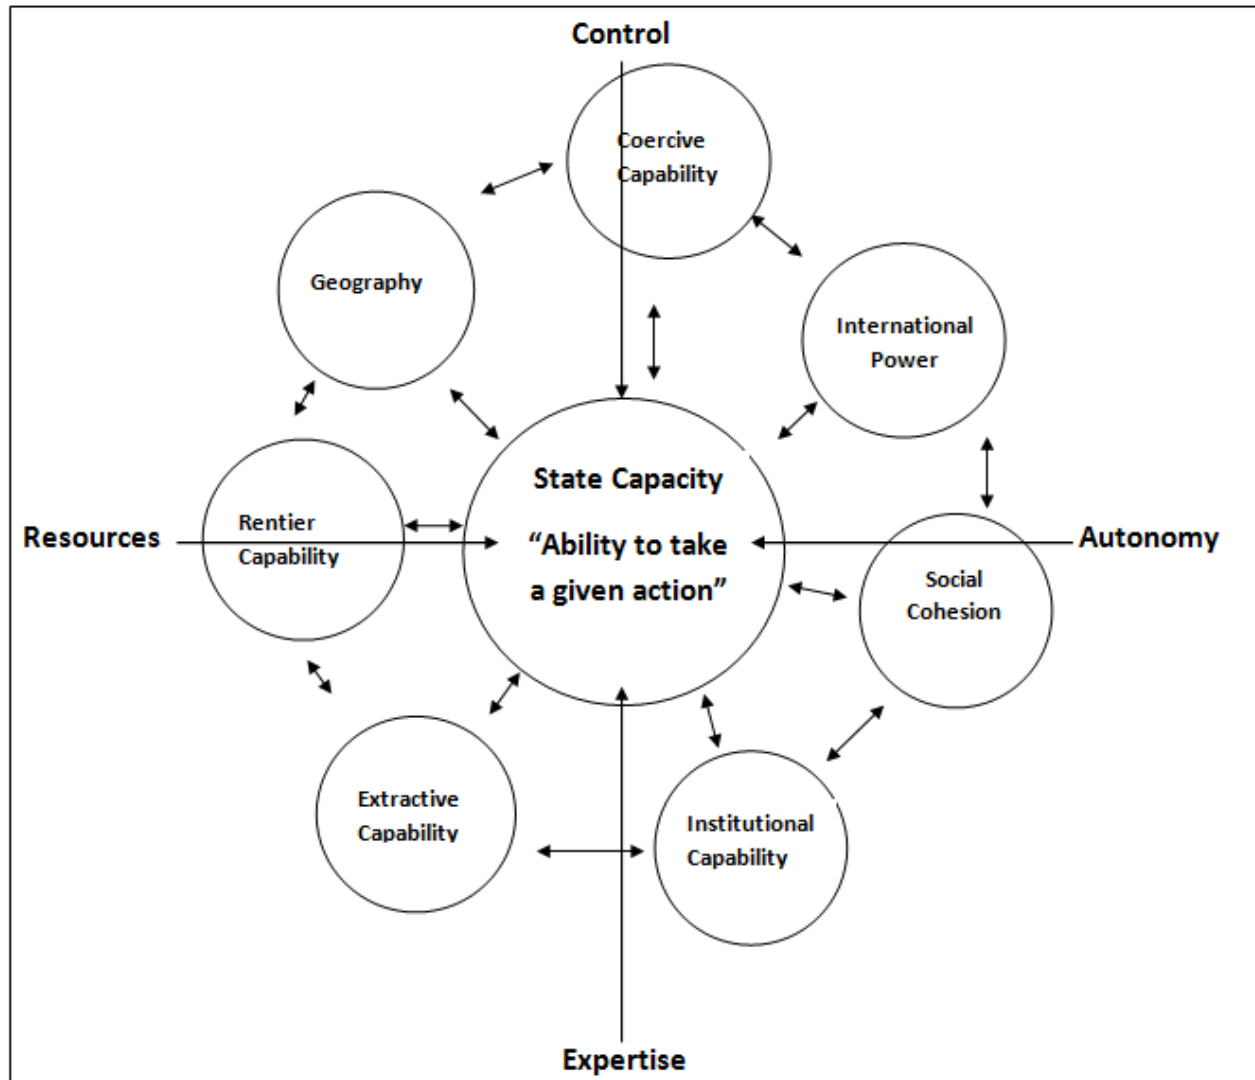 Control
Coercive
Capability
Geography
International
Power
State Capacity
“Ability to take
a given action”
Resources
Rentier
Capability
Autonomy
Social
Cohesion
Extractive
Capability
Institutional
Capability
Expertise